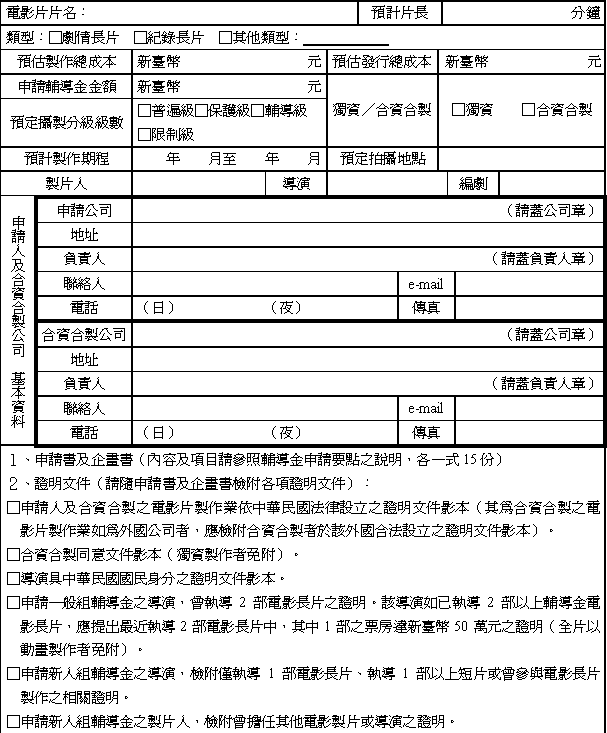 電影片片名： 預計片長 分鐘
類型：□劇情長片 □紀錄長片 □其他類型：
預估製作總成本 新臺幣 元 預估發行總成本 新臺幣 元
申請輔導金金額 新臺幣 元
預定攝製分級級數 □普遍級□保護級□輔導級
□限制級
獨資／合資合製 □獨資 □合資合製
預計製作期程 年 月至 年 月 預定拍攝地點
製片人 導演 編劇
申請人及合資合製公司 基本資料
申請公司 （請蓋公司章）
地址
負責人 （請蓋負責人章）
聯絡人 e-mail
電話 （日） （夜） 傳真
合資合製公司 （請蓋公司章）
地址
負責人 （請蓋負責人章）
聯絡人 e-mail
電話 （日） （夜） 傳真
１、申請書及企畫書（內容及項目請參照輔導金申請要點之說明，各一式15份）
２、證明文件（請隨申請書及企畫書檢附各項證明文件）：
□申請人及合資合製之電影片製作業依中華民國法律設立之證明文件影本（其為合資合製之電
影片製作業如為外國公司者，應檢附合資合製者於該外國合法設立之證明文件影本）。
□合資合製同意文件影本（獨資製作者免附）。
□導演具中華民國國民身分之證明文件影本。
□申請一般組輔導金之導演，曾執導 2 部電影長片之證明。該導演如已執導 2 部以上輔導金電
影長片，應提出最近執導 2 部電影長片中，其中 1 部之票房達新臺幣 50 萬元之證明（全片以
動畫製作者免附）。
□申請新人組輔導金之導演，檢附僅執導 1 部電影長片、執導 1 部以上短片或曾參與電影長片
製作之相關證明。
□申請新人組輔導金之製片人，檢附曾擔任其他電影製片或導演之證明。